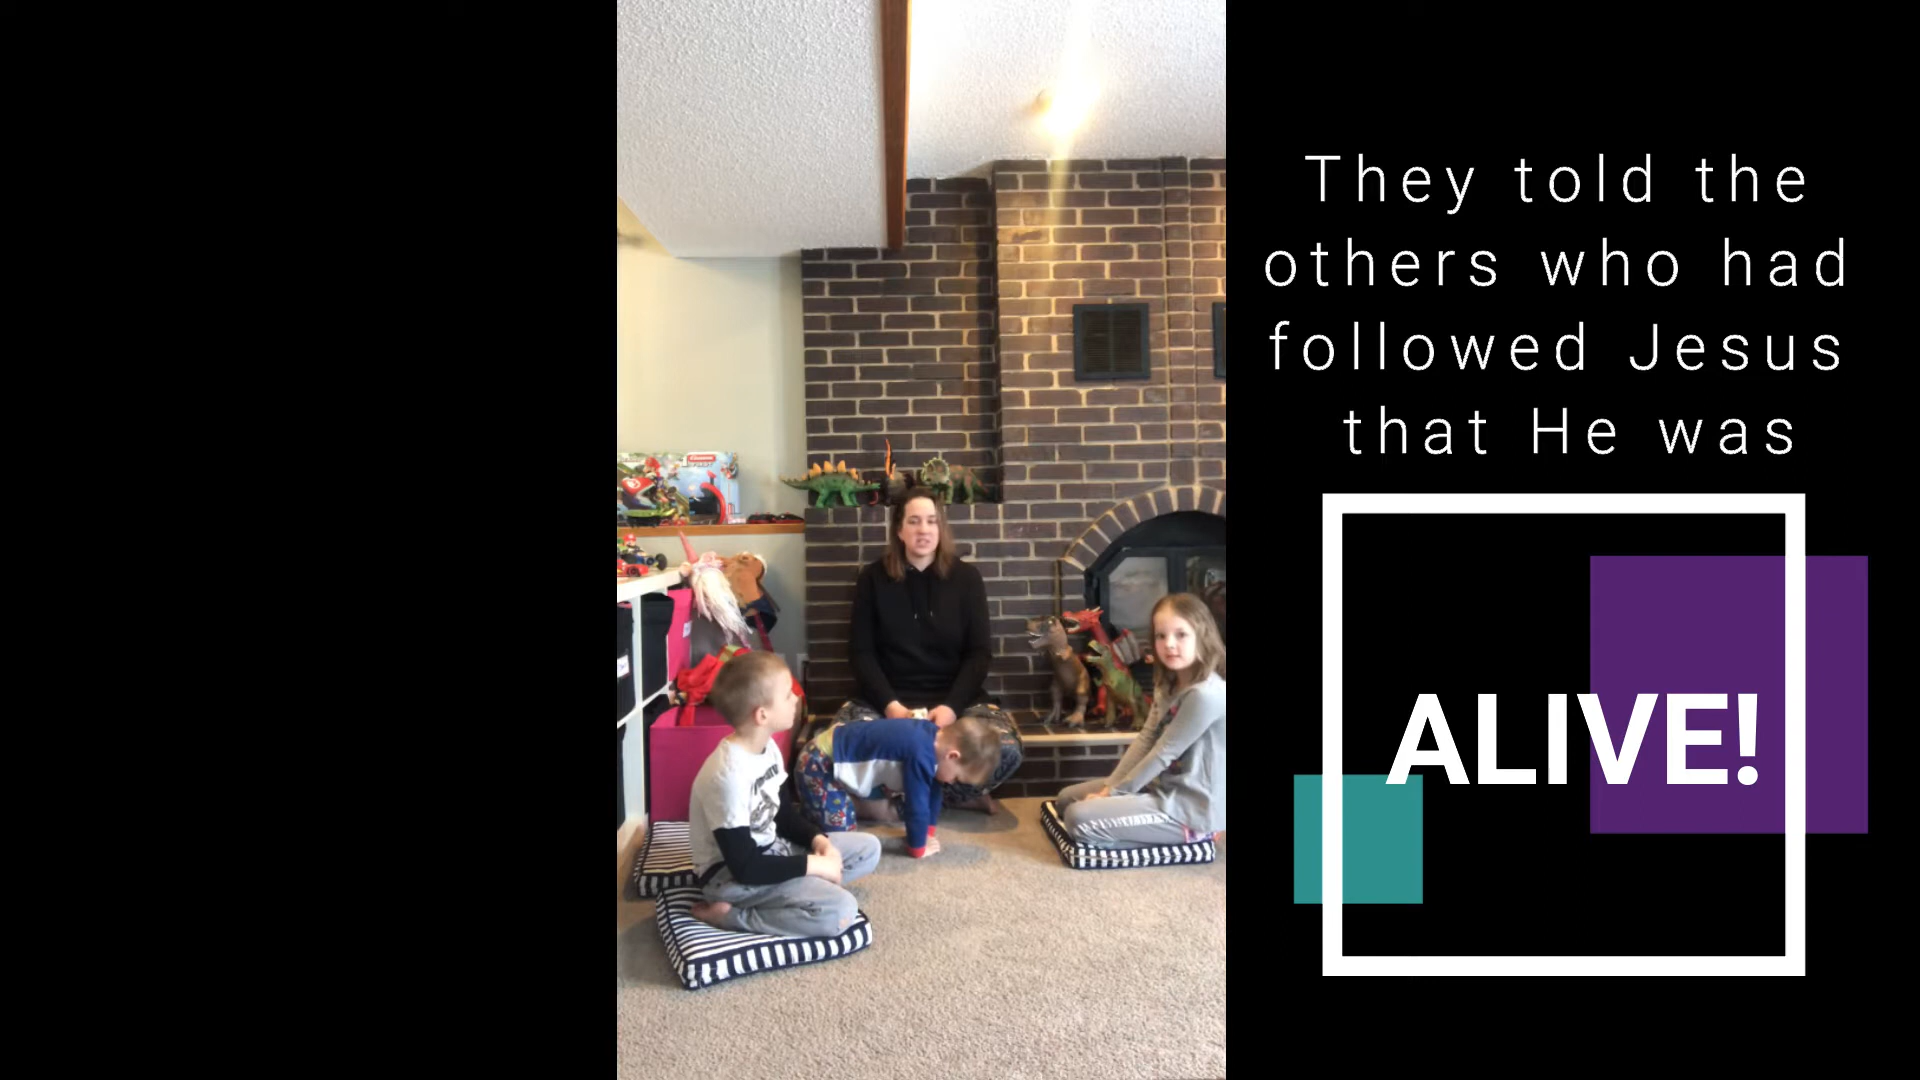 They told the
others who had
followed Jesus
that He was
ALIVE!